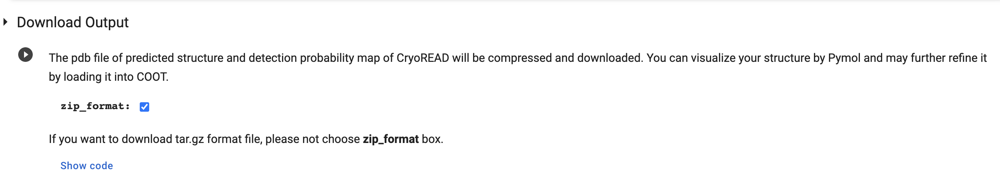 Download Output
The pdb file of predicted structure and detection probability map of CryoREAD will be compressed and downloaded. You can visualize your structure by Pymol and may further refine it
by loading it into COOT.
zip_format:
If you want to download tar.gz format file, please not choose zip_format box.
Show code